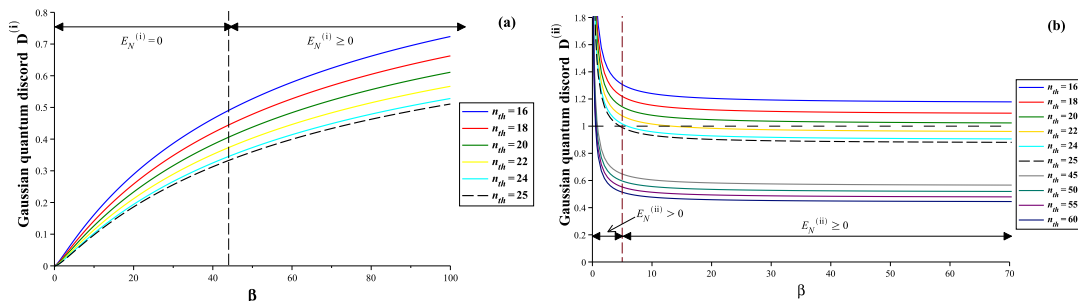 (a)
Gaussian quantum discord D^(i)
0.8
0.7
0.6
0.5
0.4
0.3
0.2
0.1
0
E_N^(i) = 0
E_N^(i) ≥ 0
0 20 40 60 80 100
β
n_th = 16
n_th = 18
n_th = 20
n_th = 22
n_th = 24
n_th = 25
(b)
Gaussian quantum discord D^(ii)
1.8
1.6
1.4
1.2
1
0.8
0.6
0.4
0.2
E_N^(ii) > 0
E_N^(ii) ≥ 0
0 10 20 30 40 50 60 70
β
n_th = 16
n_th = 18
n_th = 20
n_th = 22
n_th = 24
n_th = 25
n_th = 45
n_th = 50
n_th = 55
n_th = 60